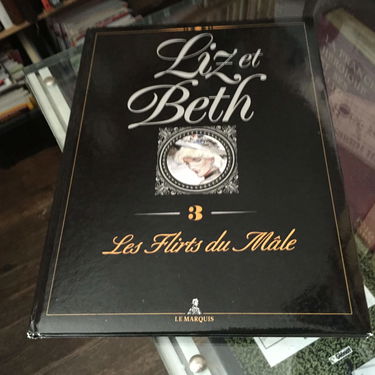 Liz et
Beth
3
Les Flirts du Mâle
LE MARQUIS